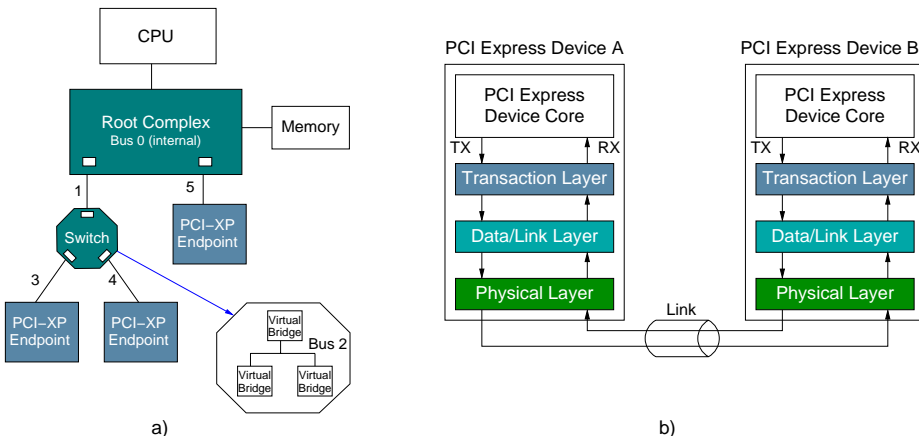 CPU
Root Complex
Bus 0 (internal)
Memory
1
5
Switch
PCI−XP
Endpoint
3
4
PCI−XP
Endpoint
PCI−XP
Endpoint
Virtual
Bridge
Bus 2
Virtual
Bridge
Virtual
Bridge
a)
PCI Express Device A
PCI Express
Device Core
TX
RX
Transaction Layer
Data/Link Layer
Physical Layer
Link
PCI Express Device B
PCI Express
Device Core
TX
RX
Transaction Layer
Data/Link Layer
Physical Layer
b)